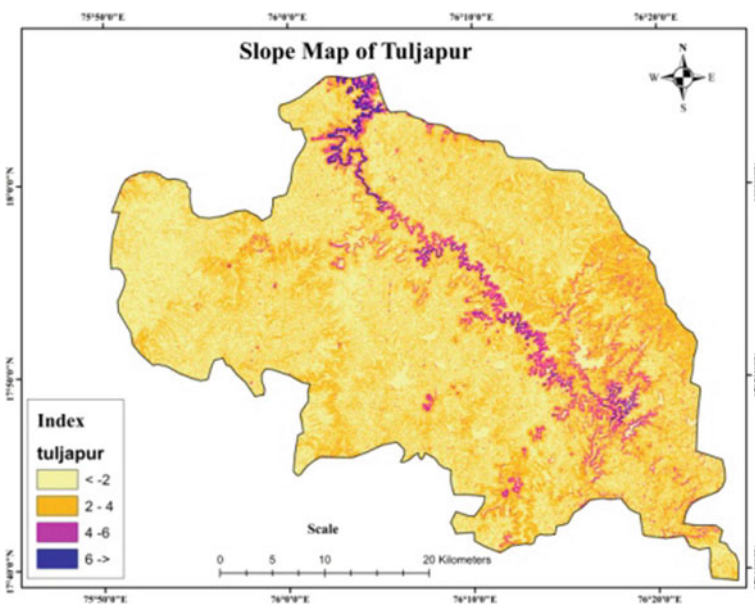 75°50'0"E 76°0'0"E 76°10'0"E 76°20'0"E
Slope Map of Tuljapur
N
W E
S
18°0'0"N
17°50'0"N
17°40'0"N
Index
tuljapur
< -2
2 - 4
4 -6
6 ->
Scale
0 5 10 20 Kilometers
75°50'0"E 76°0'0"E 76°10'0"E 76°20'0"E